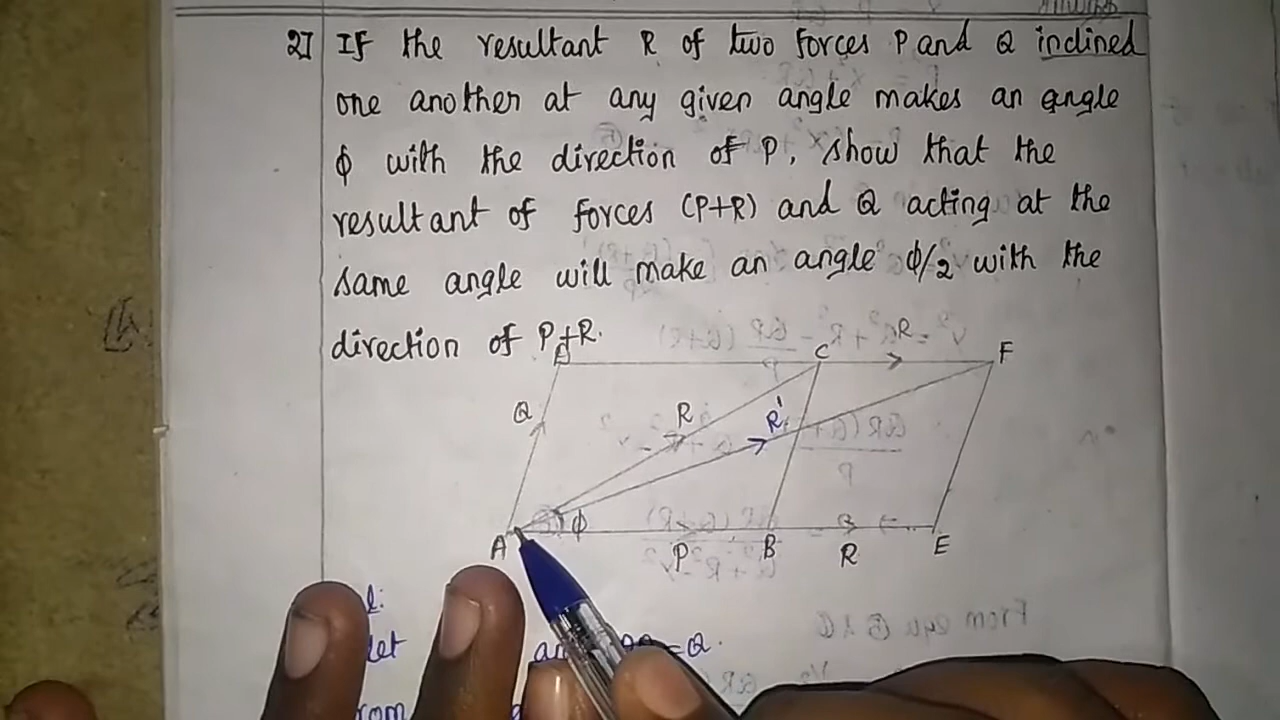 27 If the resultant R of two forces P and Q inclined
one another at any given angle makes an angle
ϕ with the direction of P, show that the
resultant of forces (P+R) and Q acting at the
same angle will make an angle ϕ/2 with the
direction of P+R.
D C R F
Q R R'
ϕ
A P B R E
let Q.